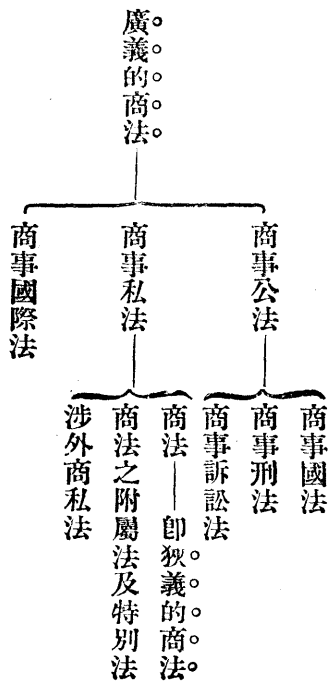 廣義的商法
商事公法
商事私法
商事國際法
商事國法
商事刑法
商事訴訟法
商法——卽狹義的商法
商法之附屬法及特別法
涉外商私法